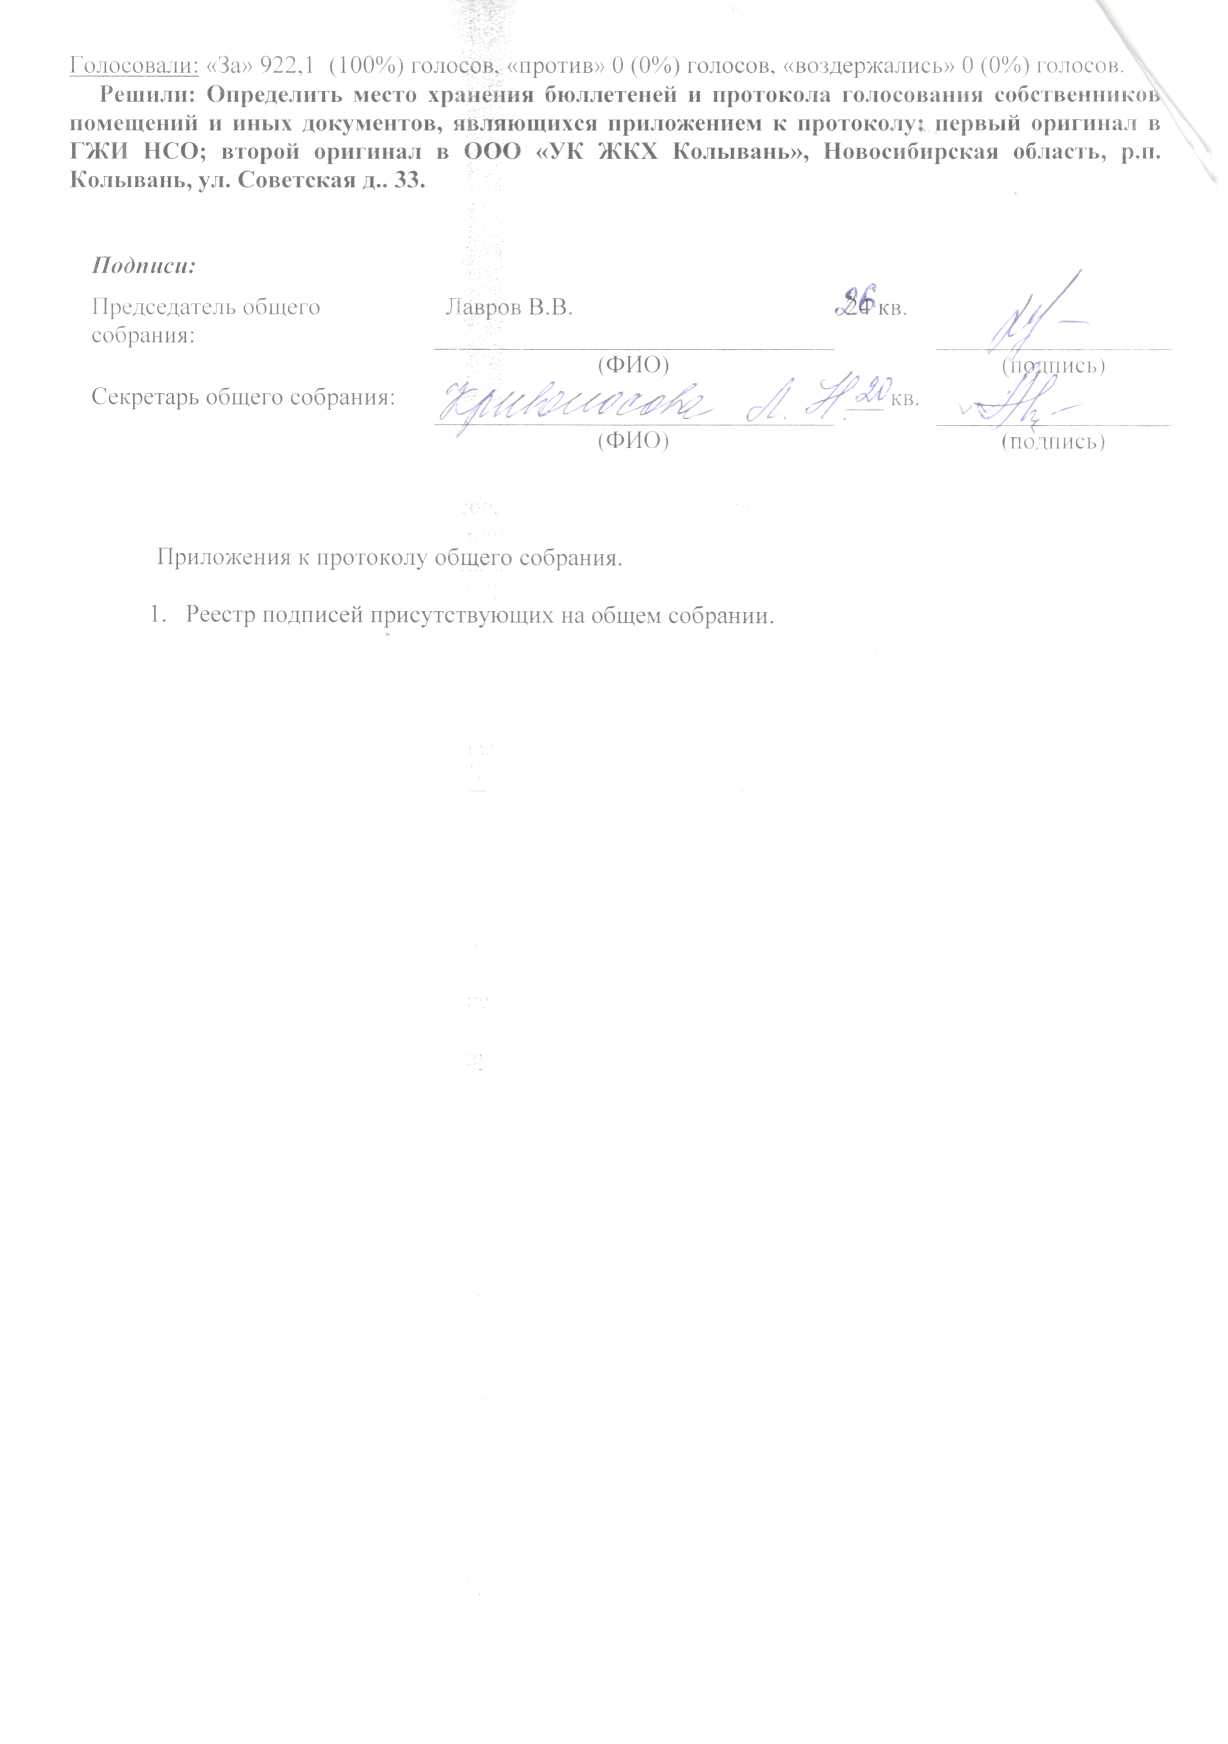 Голосовали: «За» 922,1 (100%) голосов, «против» 0 (0%) голосов, «воздержались» 0 (0%) голосов.
Решили: Определить место хранения бюллетеней и протокола голосования собственников
помещений и иных документов, являющихся приложением к протоколу: первый оригинал в
ГЖИ НСО; второй оригинал в ООО «УК ЖКХ Колывань», Новосибирская область, р.п.
Колывань, ул. Советская д.. 33.
Подписи:
Председатель общего собрания:
Лавров В.В. 26 кв.
(ФИО) (подпись)
Секретарь общего собрания: Криволосова Л. Н. 20 кв.
(ФИО) (подпись)
Приложения к протоколу общего собрания.
1. Реестр подписей присутствующих на общем собрании.